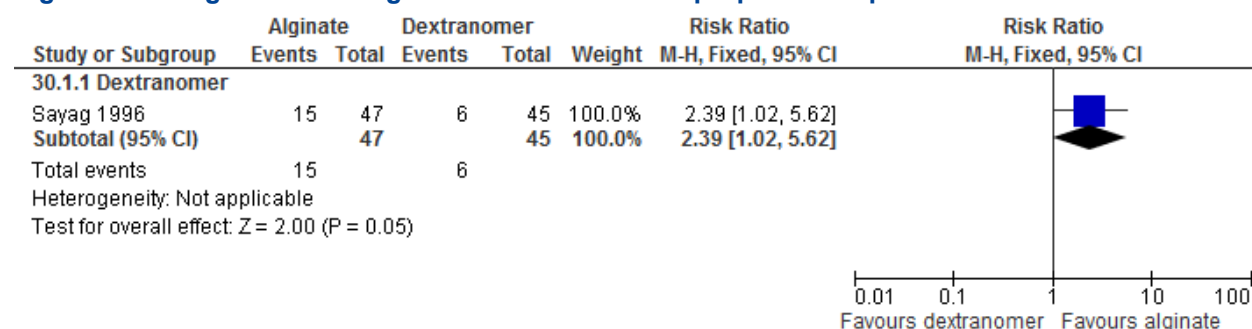 Alginate Dextranomer Risk Ratio Risk Ratio
Study or Subgroup Events Total Events Total Weight M-H, Fixed, 95% CI M-H, Fixed, 95% CI
30.1.1 Dextranomer
Sayag 1996 15 47 6 45 100.0% 2.39 [1.02, 5.62]
Subtotal (95% CI) 47 45 100.0% 2.39 [1.02, 5.62]
Total events 15 6
Heterogeneity: Not applicable
Test for overall effect: Z = 2.00 (P = 0.05)
0.01 0.1 1 10 100
Favours dextranomer Favours alginate